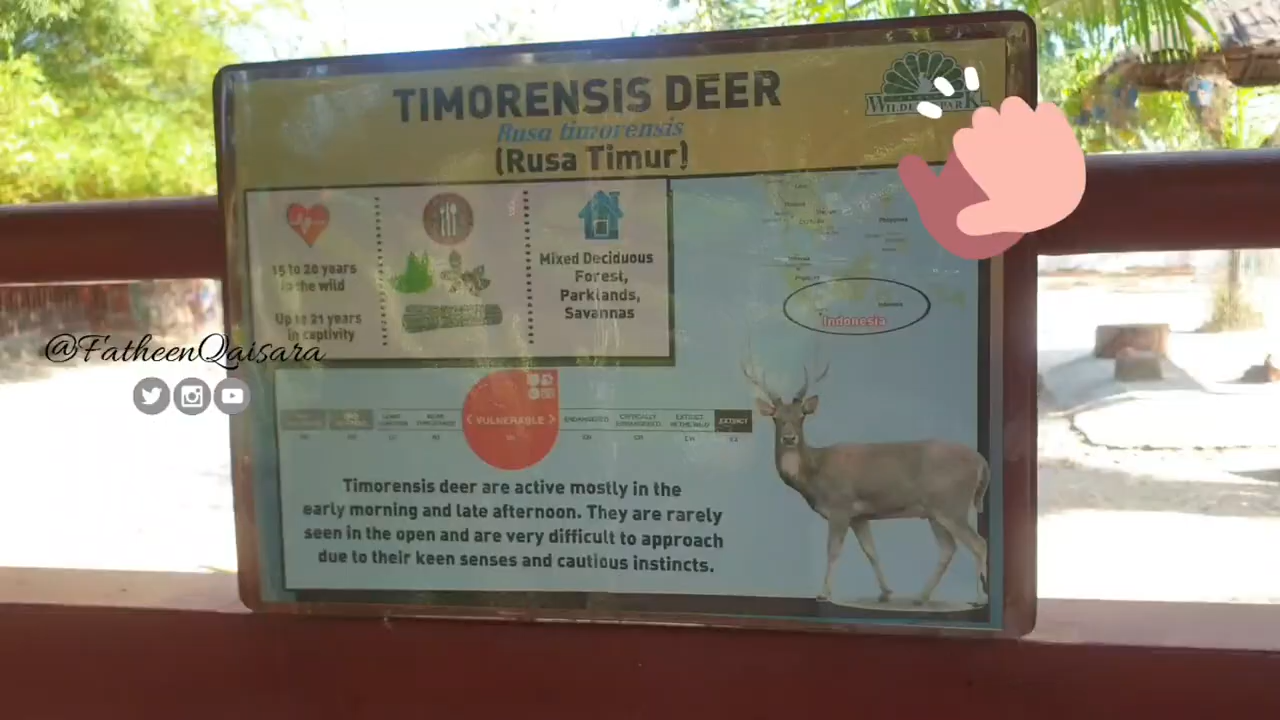 TIMORENSIS DEER
Rusa timorensis
(Rusa Timur)
15 to 20 years
in the wild
Up to 21 years
in captivity
Mixed Deciduous
Forest,
Parklands,
Savannas
Indonesia
@FatheenQaisara
< VULNERABLE >
ENDANGERED
CRITICALLY
ENDANGERED
EXTINCT
IN THE WILD
EXTINCT
Timorensis deer are active mostly in the
early morning and late afternoon. They are rarely
seen in the open and are very difficult to approach
due to their keen senses and cautious instincts.